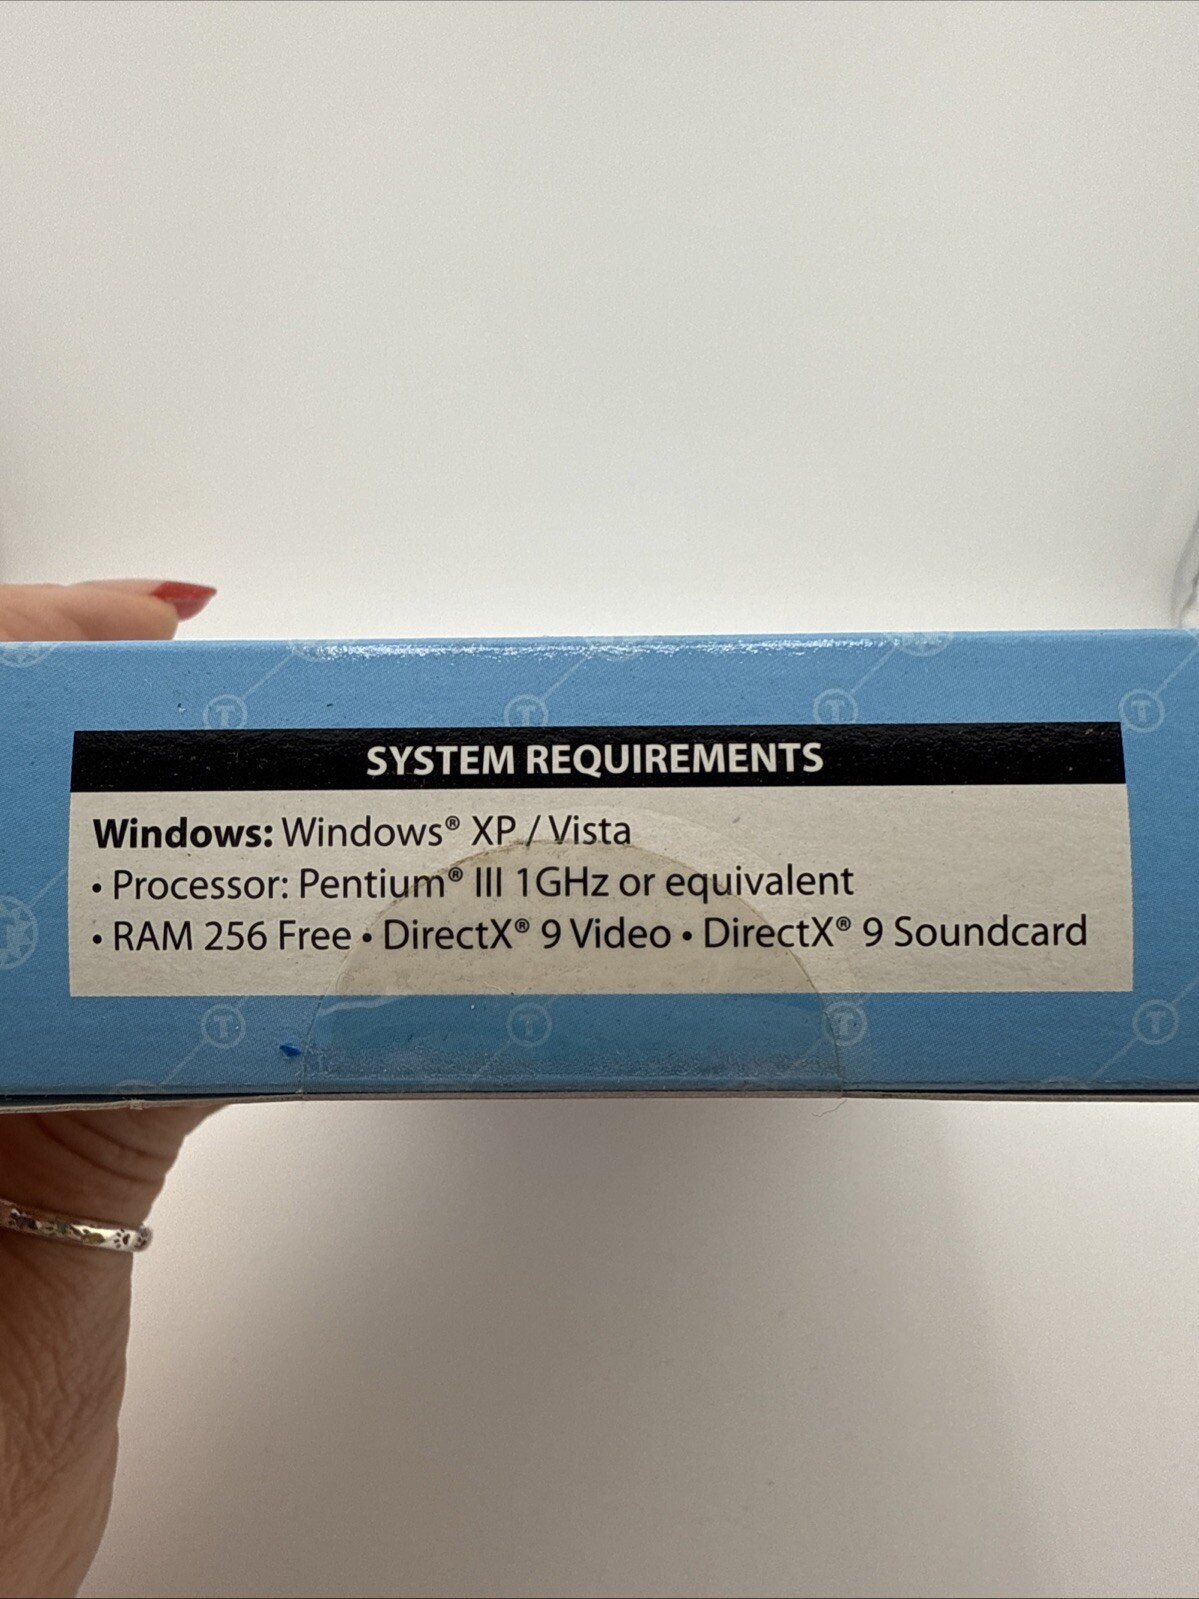 SYSTEM REQUIREMENTS
Windows: Windows® XP / Vista
• Processor: Pentium® III 1GHz or equivalent
• RAM 256 Free • DirectX® 9 Video • DirectX® 9 Soundcard
T T T T
T T T T